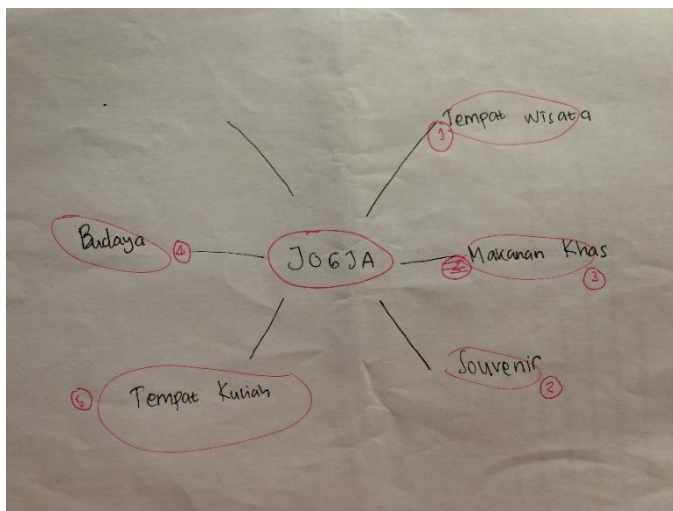 Tempat Wisata
1
Budaya
4
JOGJA
Makanan Khas
3
Souvenir
2
Tempat Kuliah
5